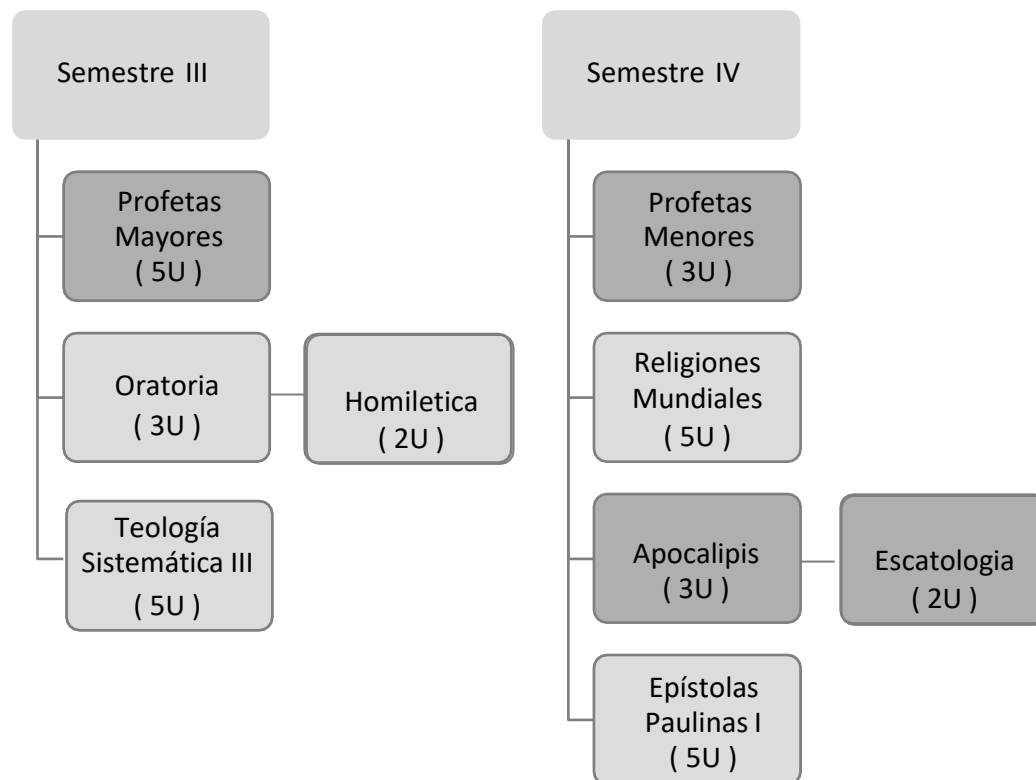 Semestre III
Profetas
Mayores
( 5U )
Oratoria
( 3U )
Homiletica
( 2U )
Teología
Sistemática III
( 5U )
Semestre IV
Profetas
Menores
( 3U )
Religiones
Mundiales
( 5U )
Apocalipis
( 3U )
Escatologia
( 2U )
Epístolas
Paulinas I
( 5U )